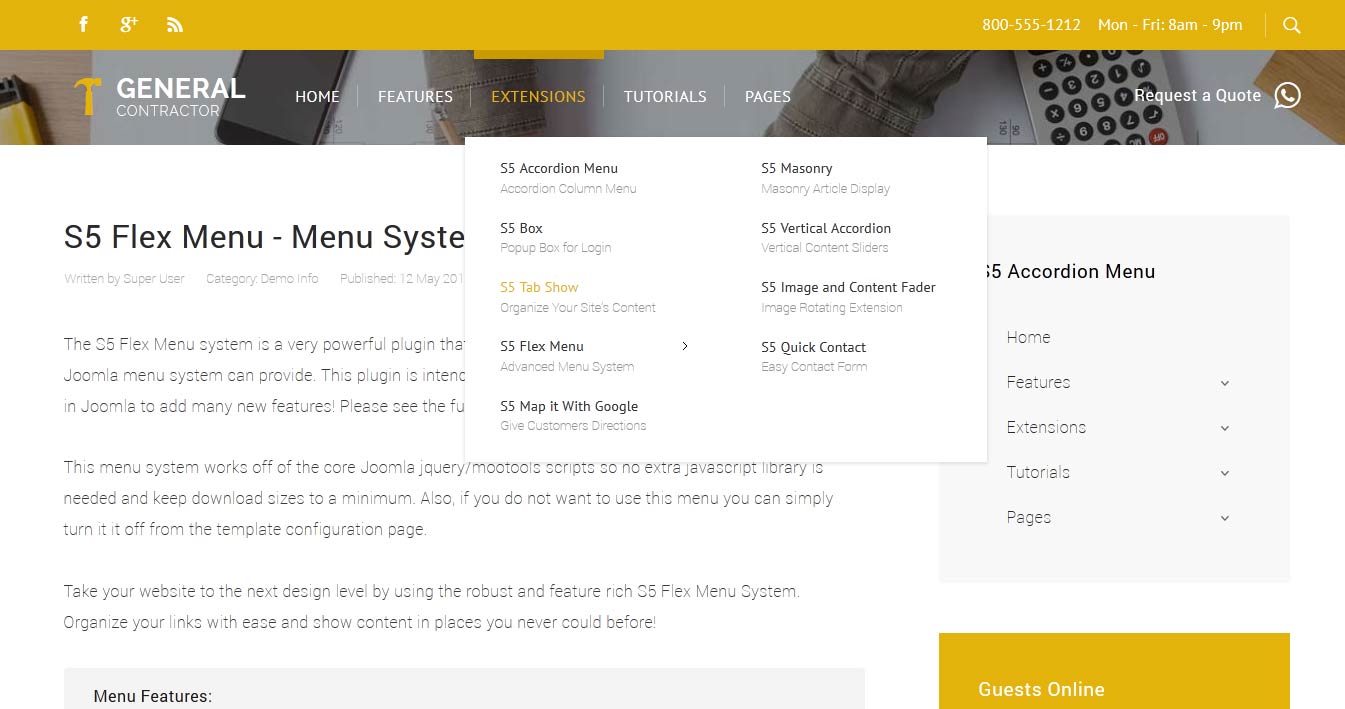 800-555-1212 Mon - Fri: 8am - 9pm
GENERAL
CONTRACTOR
HOME FEATURES EXTENSIONS TUTORIALS PAGES
Request a Quote
S5 Accordion Menu
Accordion Column Menu
S5 Box
Popup Box for Login
S5 Tab Show
Organize Your Site's Content
S5 Flex Menu
Advanced Menu System
S5 Map it With Google
Give Customers Directions
S5 Masonry
Masonry Article Display
S5 Vertical Accordion
Vertical Content Sliders
S5 Image and Content Fader
Image Rotating Extension
S5 Quick Contact
Easy Contact Form
S5 Flex Menu - Menu Syste
Written by Super User Category: Demo Info Published: 12 May 201
The S5 Flex Menu system is a very powerful plugin that
Joomla menu system can provide. This plugin is intend
in Joomla to add many new features! Please see the fu
This menu system works off of the core Joomla jquery/mootools scripts so no extra javascript library is
needed and keep download sizes to a minimum. Also, if you do not want to use this menu you can simply
turn it it off from the template configuration page.
Take your website to the next design level by using the robust and feature rich S5 Flex Menu System.
Organize your links with ease and show content in places you never could before!
Menu Features:
S5 Accordion Menu
Home
Features
Extensions
Tutorials
Pages
Guests Online